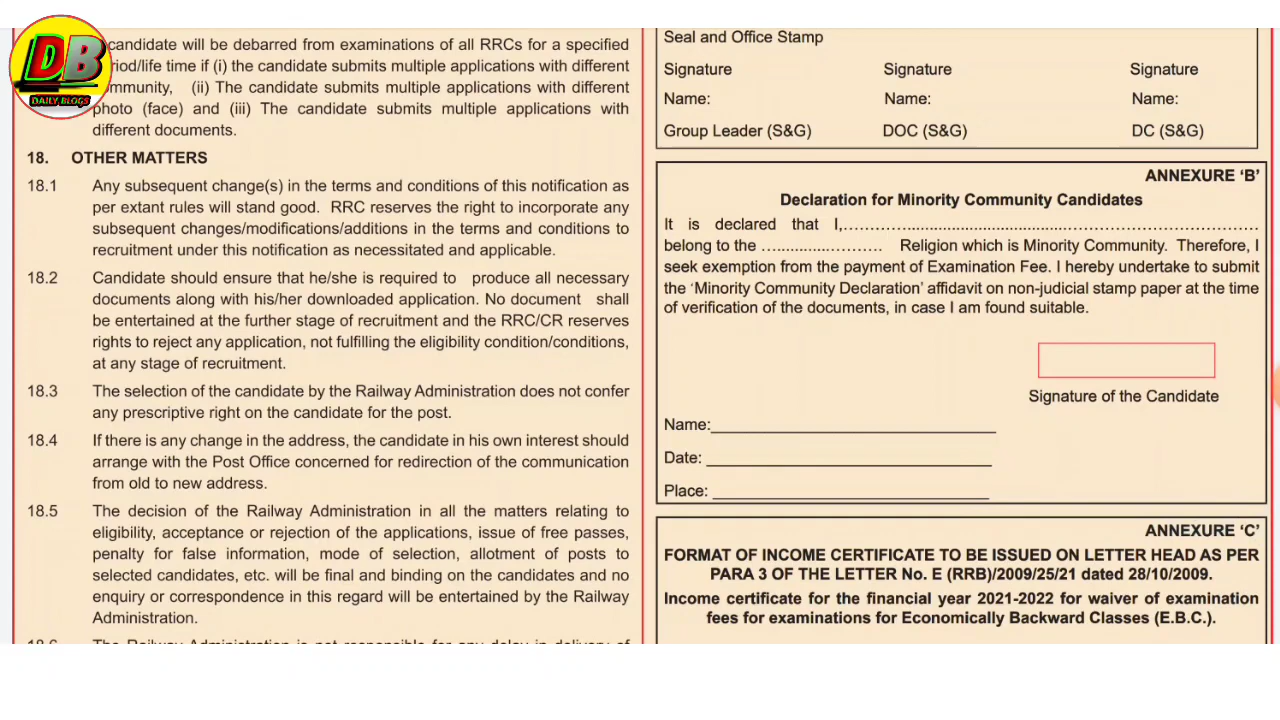 DB
DAILY BLOGS
candidate will be debarred from examinations of all RRCs for a specified
period/life time if (i) the candidate submits multiple applications with different
community, (ii) The candidate submits multiple applications with different
photo (face) and (iii) The candidate submits multiple applications with
different documents.
18. OTHER MATTERS
18.1 Any subsequent change(s) in the terms and conditions of this notification as
per extant rules will stand good. RRC reserves the right to incorporate any
subsequent changes/modifications/additions in the terms and conditions to
recruitment under this notification as necessitated and applicable.
18.2 Candidate should ensure that he/she is required to produce all necessary
documents along with his/her downloaded application. No document shall
be entertained at the further stage of recruitment and the RRC/CR reserves
rights to reject any application, not fulfilling the eligibility condition/conditions,
at any stage of recruitment.
18.3 The selection of the candidate by the Railway Administration does not confer
any prescriptive right on the candidate for the post.
18.4 If there is any change in the address, the candidate in his own interest should
arrange with the Post Office concerned for redirection of the communication
from old to new address.
18.5 The decision of the Railway Administration in all the matters relating to
eligibility, acceptance or rejection of the applications, issue of free passes,
penalty for false information, mode of selection, allotment of posts to
selected candidates, etc. will be final and binding on the candidates and no
enquiry or correspondence in this regard will be entertained by the Railway
Administration.
18.6 The Railway Administration is not responsible for any delay in delivery of
Seal and Office Stamp
Signature Signature Signature
Name: Name: Name:
Group Leader (S&G) DOC (S&G) DC (S&G)
ANNEXURE ‘B’
Declaration for Minority Community Candidates
It is declared that I,..............................................................................
belong to the ........................ Religion which is Minority Community. Therefore, I
seek exemption from the payment of Examination Fee. I hereby undertake to submit
the ‘Minority Community Declaration’ affidavit on non-judicial stamp paper at the time
of verification of the documents, in case I am found suitable.
Signature of the Candidate
Name:______________________________
Date: ______________________________
Place: _____________________________
ANNEXURE ‘C’
FORMAT OF INCOME CERTIFICATE TO BE ISSUED ON LETTER HEAD AS PER
PARA 3 OF THE LETTER No. E (RRB)/2009/25/21 dated 28/10/2009.
Income certificate for the financial year 2021-2022 for waiver of examination
fees for examinations for Economically Backward Classes (E.B.C.).